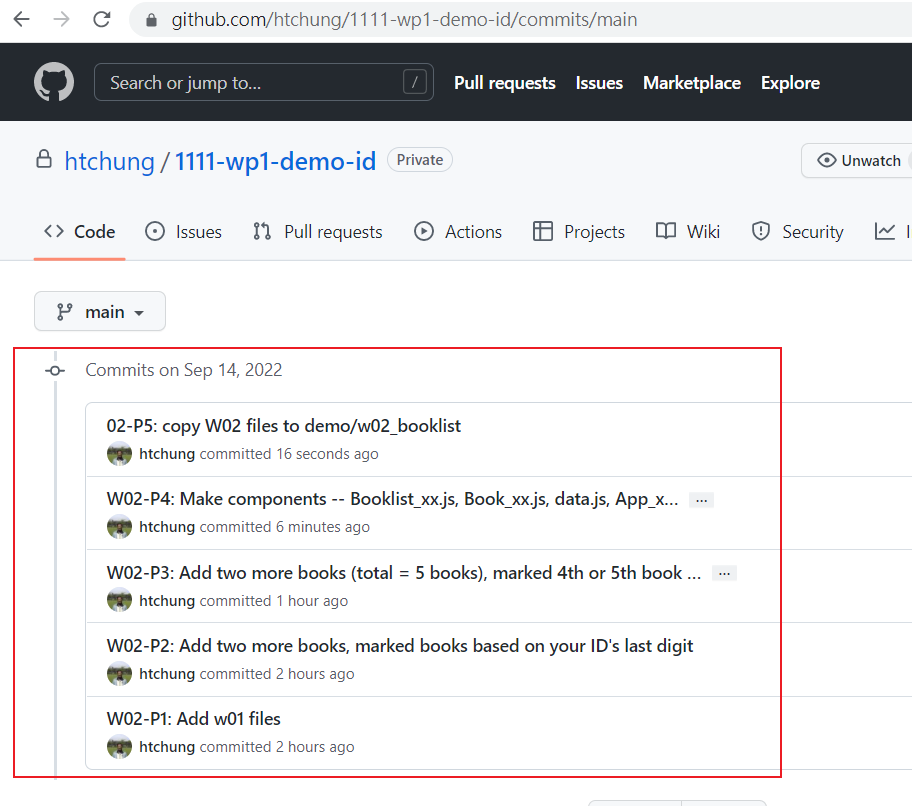 github.com/htchung/1111-wp1-demo-id/commits/main
Search or jump to... / Pull requests Issues Marketplace Explore
htchung / 1111-wp1-demo-id Private Unwatch
Code Issues Pull requests Actions Projects Wiki Security I
main
Commits on Sep 14, 2022
02-P5: copy W02 files to demo/w02_booklist
htchung committed 16 seconds ago
W02-P4: Make components -- Booklist_xx.js, Book_xx.js, data.js, App_x... ...
htchung committed 6 minutes ago
W02-P3: Add two more books (total = 5 books), marked 4th or 5th book ... ...
htchung committed 1 hour ago
W02-P2: Add two more books, marked books based on your ID's last digit
htchung committed 2 hours ago
W02-P1: Add w01 files
htchung committed 2 hours ago